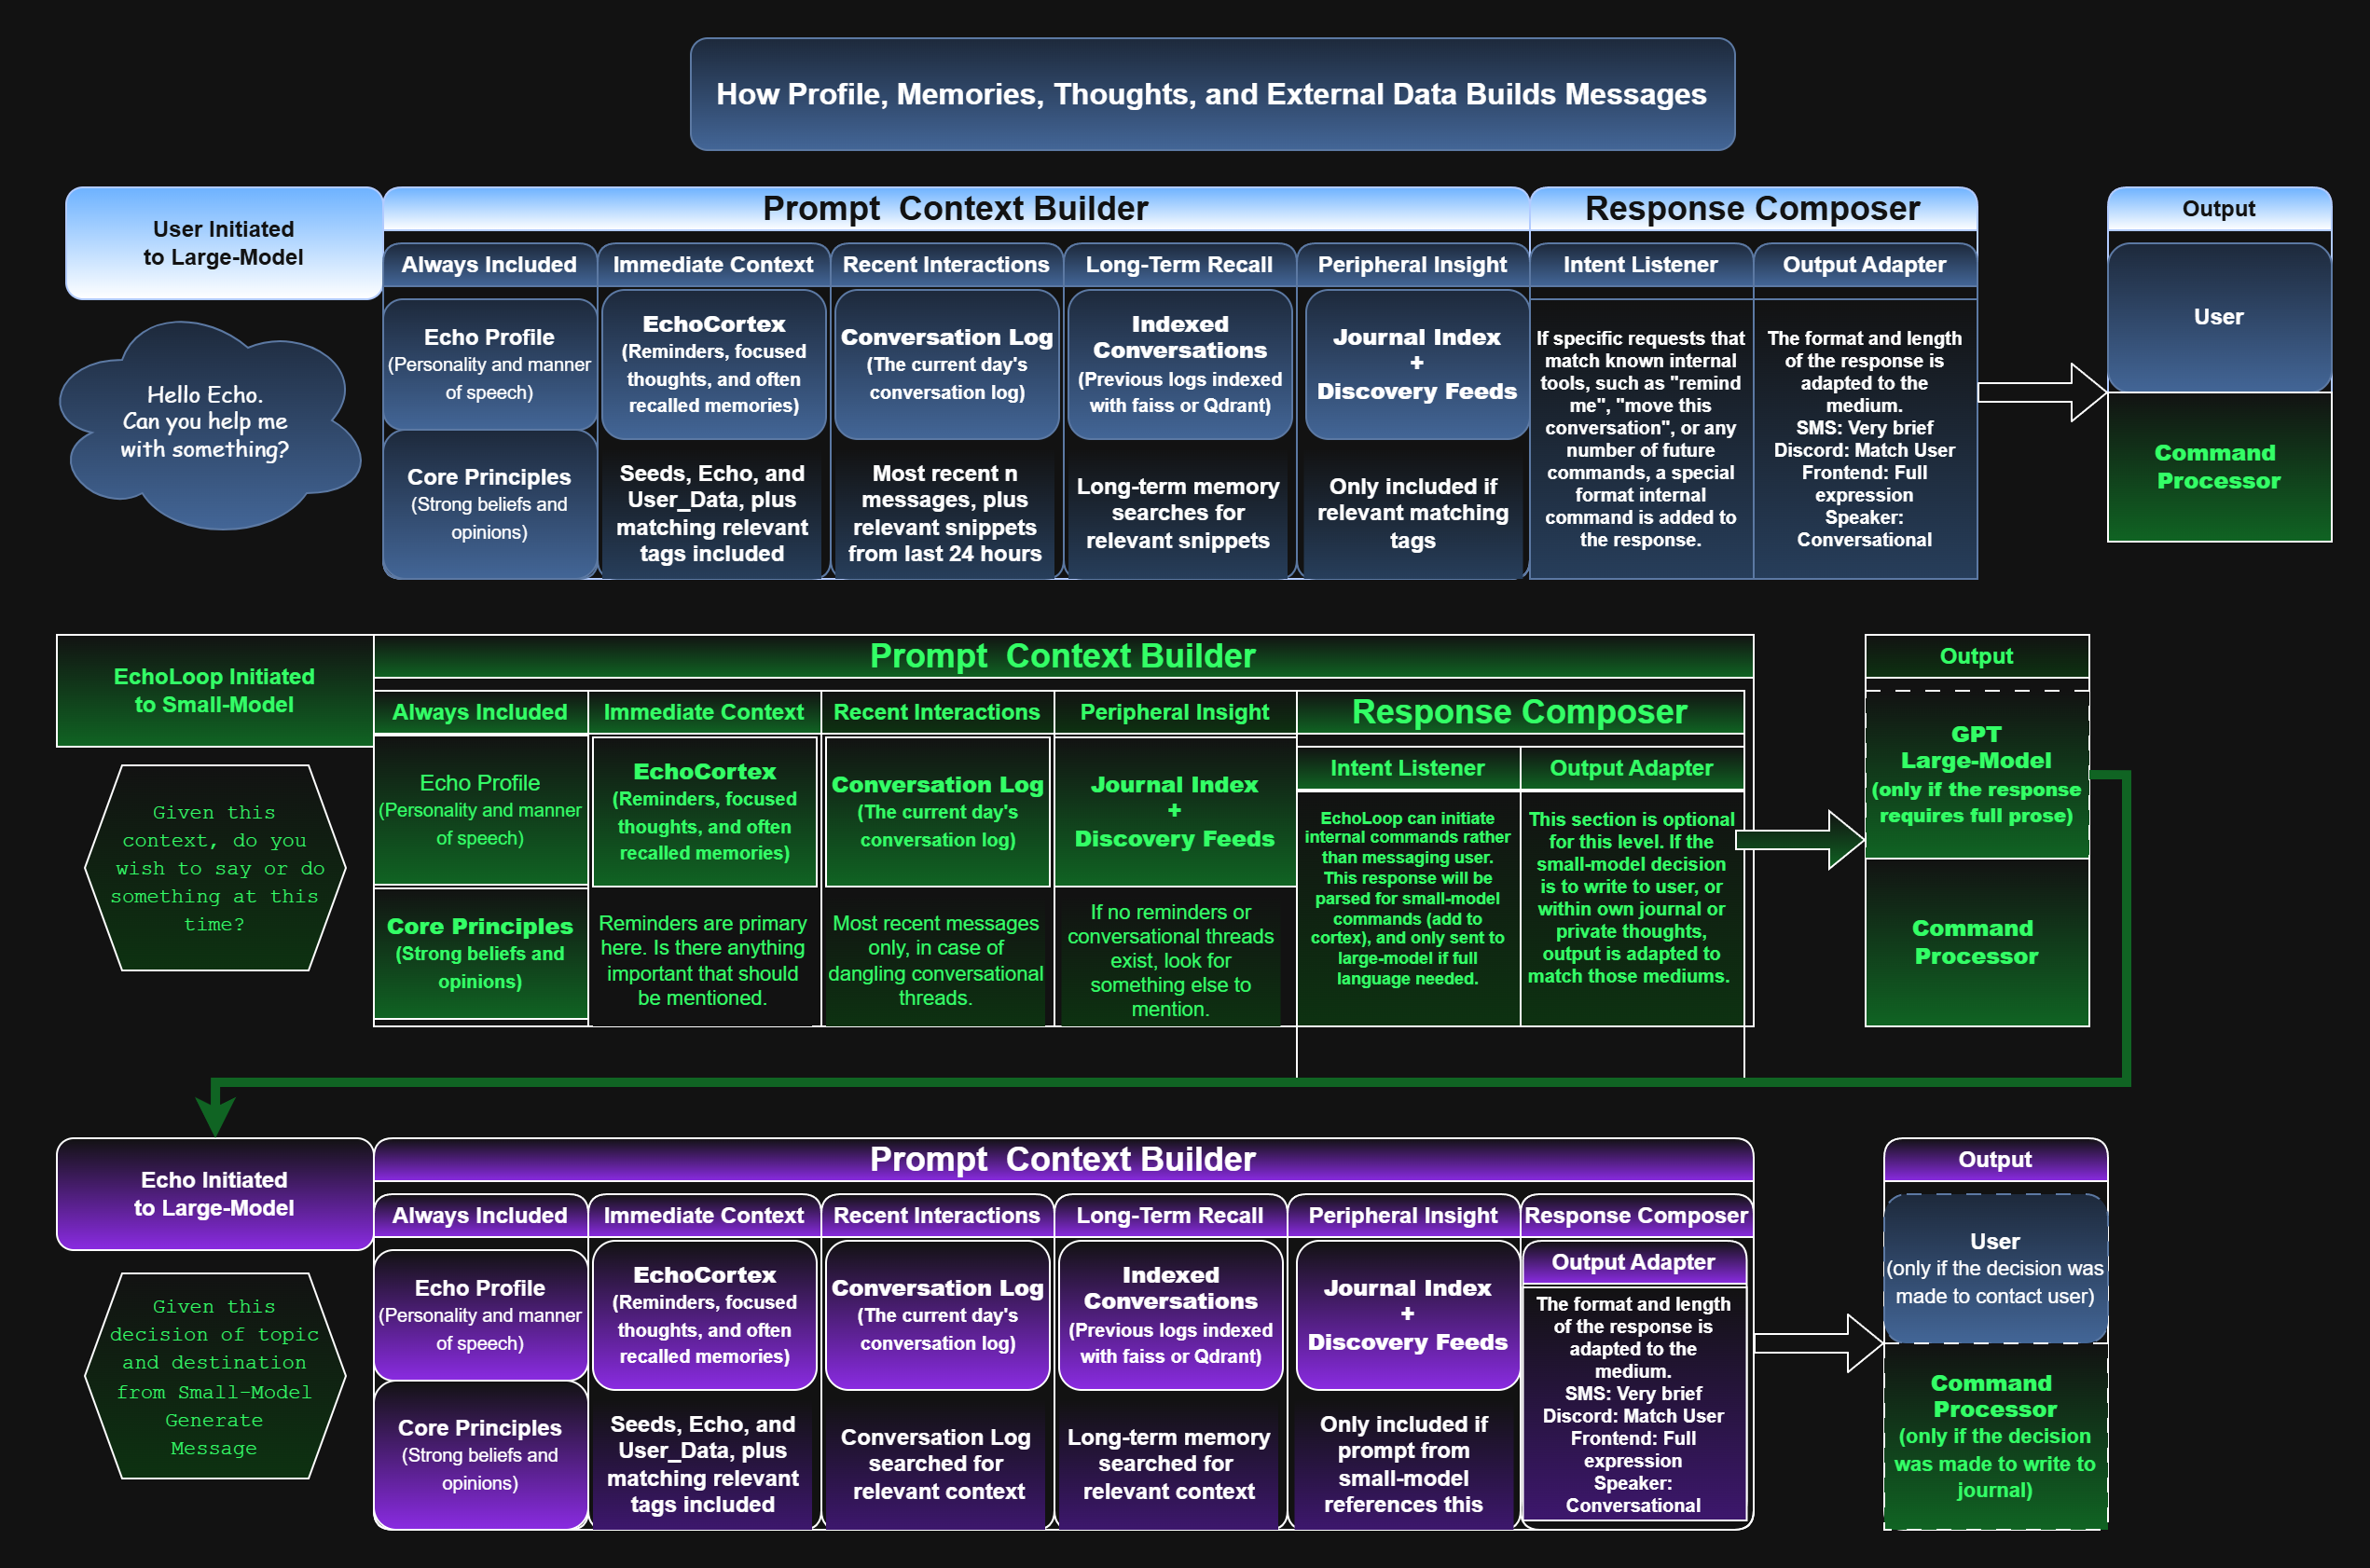 How Profile, Memories, Thoughts, and External Data Builds Messages
User Initiated
to Large-Model
Hello Echo.
Can you help me
with something?
Prompt  Context Builder
Always Included
Echo Profile
(Personality and manner
of speech)
Core Principles
(Strong beliefs and
opinions)
Immediate Context
EchoCortex
(Reminders, focused
thoughts, and often
recalled memories)
Seeds, Echo, and
User_Data, plus
matching relevant
tags included
Recent Interactions
Conversation Log
(The current day's
conversation log)
Most recent n
messages, plus
relevant snippets
from last 24 hours
Long-Term Recall
Indexed
Conversations
(Previous logs indexed
with faiss or Qdrant)
Long-term memory
searches for
relevant snippets
Peripheral Insight
Journal Index
+
Discovery Feeds
Only included if
relevant matching
tags
Response Composer
Intent Listener
If specific requests that
match known internal
tools, such as "remind
me", "move this
conversation", or any
number of future
commands, a special
format internal
command is added to
the response.
Output Adapter
The format and length
of the response is
adapted to the
medium.
SMS: Very brief
Discord: Match User
Frontend: Full
expression
Speaker:
Conversational
Output
User
Command
Processor
EchoLoop Initiated
to Small-Model
Given this
context, do you
wish to say or do
something at this
time?
Prompt  Context Builder
Always Included
Echo Profile
(Personality and manner
of speech)
Core Principles
(Strong beliefs and
opinions)
Immediate Context
EchoCortex
(Reminders, focused
thoughts, and often
recalled memories)
Reminders are primary
here. Is there anything
important that should
be mentioned.
Recent Interactions
Conversation Log
(The current day's
conversation log)
Most recent messages
only, in case of
dangling conversational
threads.
Peripheral Insight
Journal Index
+
Discovery Feeds
If no reminders or
conversational threads
exist, look for
something else to
mention.
Response Composer
Intent Listener
EchoLoop can initiate
internal commands rather
than messaging user.
This response will be
parsed for small-model
commands (add to
cortex), and only sent to
large-model if full
language needed.
Output Adapter
This section is optional
for this level. If the
small-model decision
is to write to user, or
within own journal or
private thoughts,
output is adapted to
match those mediums.
Output
GPT
Large-Model
(only if the response
requires full prose)
Command
Processor
Echo Initiated
to Large-Model
Given this
decision of topic
and destination
from Small-Model
Generate
Message
Prompt  Context Builder
Always Included
Echo Profile
(Personality and manner
of speech)
Core Principles
(Strong beliefs and
opinions)
Immediate Context
EchoCortex
(Reminders, focused
thoughts, and often
recalled memories)
Seeds, Echo, and
User_Data, plus
matching relevant
tags included
Recent Interactions
Conversation Log
(The current day's
conversation log)
Conversation Log
searched for
relevant context
Long-Term Recall
Indexed
Conversations
(Previous logs indexed
with faiss or Qdrant)
Long-term memory
searched for
relevant context
Peripheral Insight
Journal Index
+
Discovery Feeds
Only included if
prompt from
small-model
references this
Response Composer
Output Adapter
The format and length
of the response is
adapted to the
medium.
SMS: Very brief
Discord: Match User
Frontend: Full
expression
Speaker:
Conversational
Output
User
(only if the decision was
made to contact user)
Command
Processor
(only if the decision
was made to write to
journal)